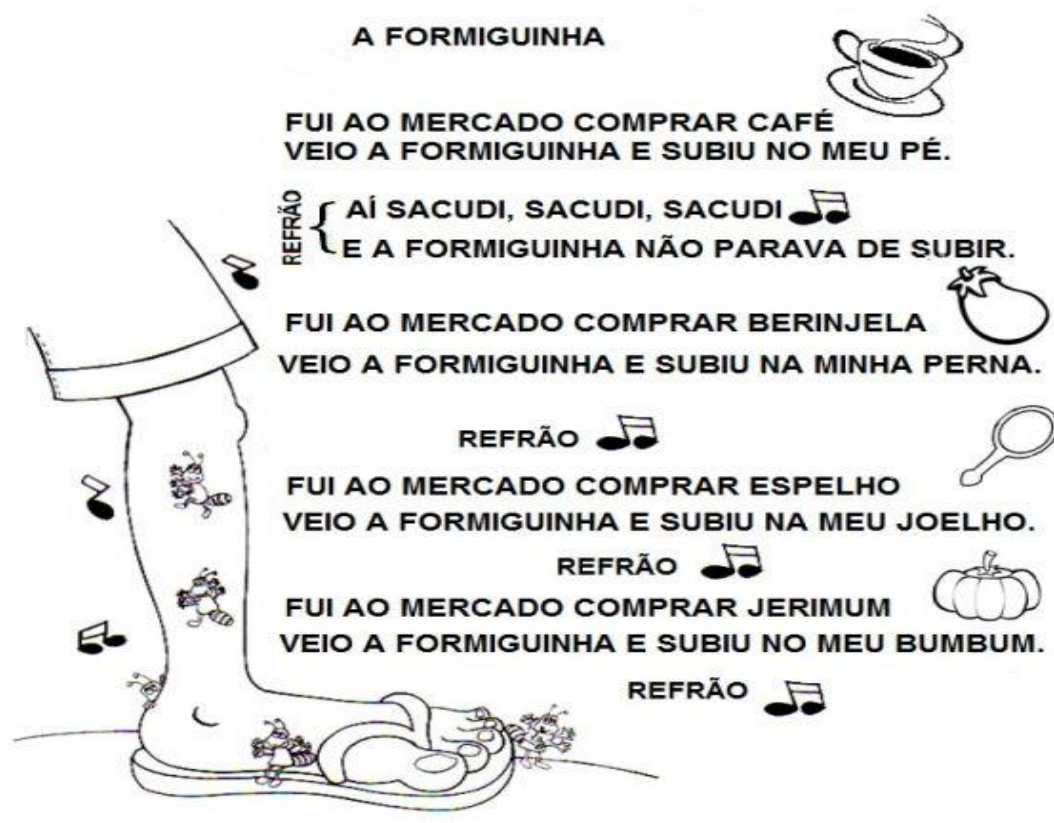 A FORMIGUINHA
FUI AO MERCADO COMPRAR CAFÉ
VEIO A FORMIGUINHA E SUBIU NO MEU PÉ.
REFRÃO
AÍ SACUDI, SACUDI, SACUDI
E A FORMIGUINHA NÃO PARAVA DE SUBIR.
FUI AO MERCADO COMPRAR BERINJELA
VEIO A FORMIGUINHA E SUBIU NA MINHA PERNA.
REFRÃO
FUI AO MERCADO COMPRAR ESPELHO
VEIO A FORMIGUINHA E SUBIU NA MEU JOELHO.
REFRÃO
FUI AO MERCADO COMPRAR JERIMUM
VEIO A FORMIGUINHA E SUBIU NO MEU BUMBUM.
REFRÃO